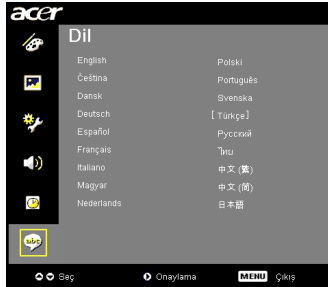 acer
Dil
English
Čeština
Dansk
Deutsch
Español
Français
Italiano
Magyar
Nederlands
Polski
Português
Svenska
[ Türkçe ]
Русский
ไทย
中文 (繁)
中文 (简)
日本語
abc
Seç Onaylama MENU Çıkış